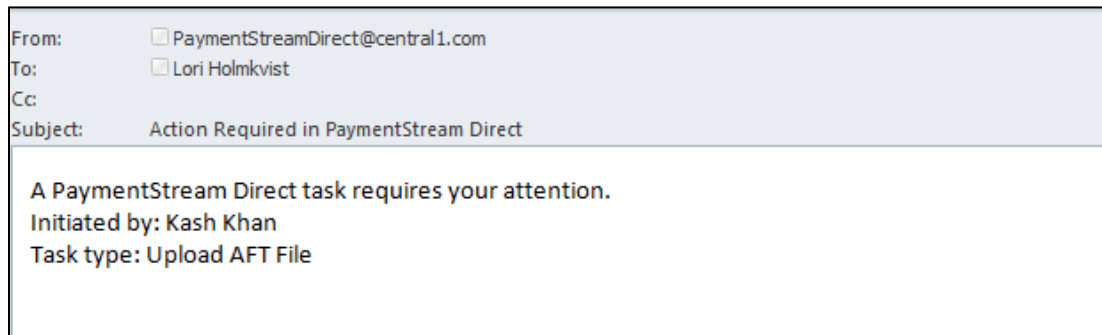 From: PaymentStreamDirect@central1.com
To: Lori Holmkvist
Cc:
Subject: Action Required in PaymentStream Direct
A PaymentStream Direct task requires your attention.
Initiated by: Kash Khan
Task type: Upload AFT File